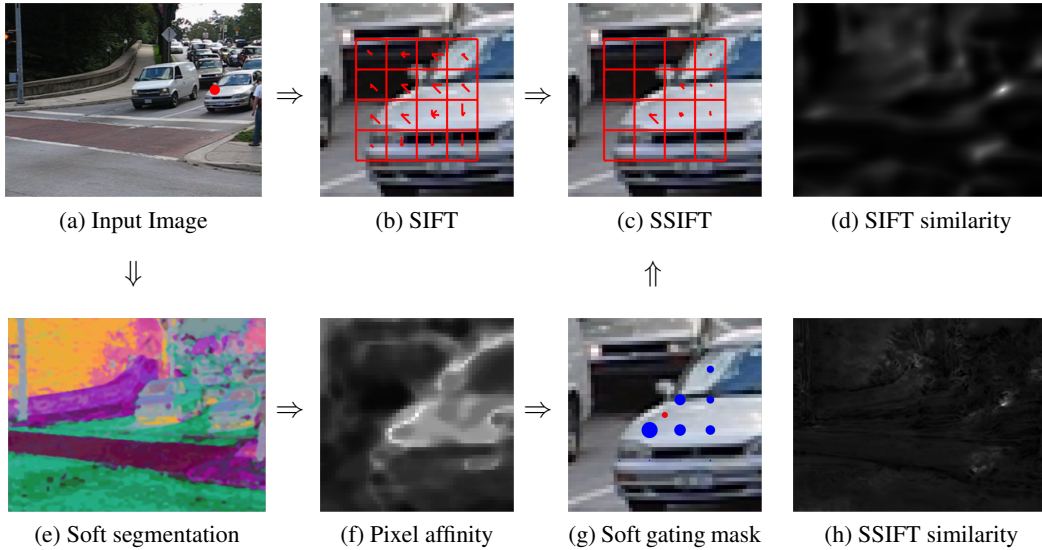 ⇒
⇒
(a) Input Image
(b) SIFT
(c) SSIFT
(d) SIFT similarity
⇓
⇑
⇒
⇒
(e) Soft segmentation
(f) Pixel affinity
(g) Soft gating mask
(h) SSIFT similarity